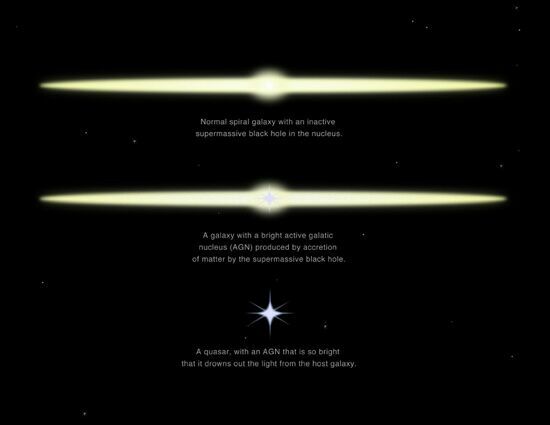 Normal spiral galaxy with an inactive
supermassive black hole in the nucleus.
A galaxy with a bright active galatic
nucleus (AGN) produced by accretion
of matter by the supermassive black hole.
A quasar, with an AGN that is so bright
that it drowns out the light from the host galaxy.